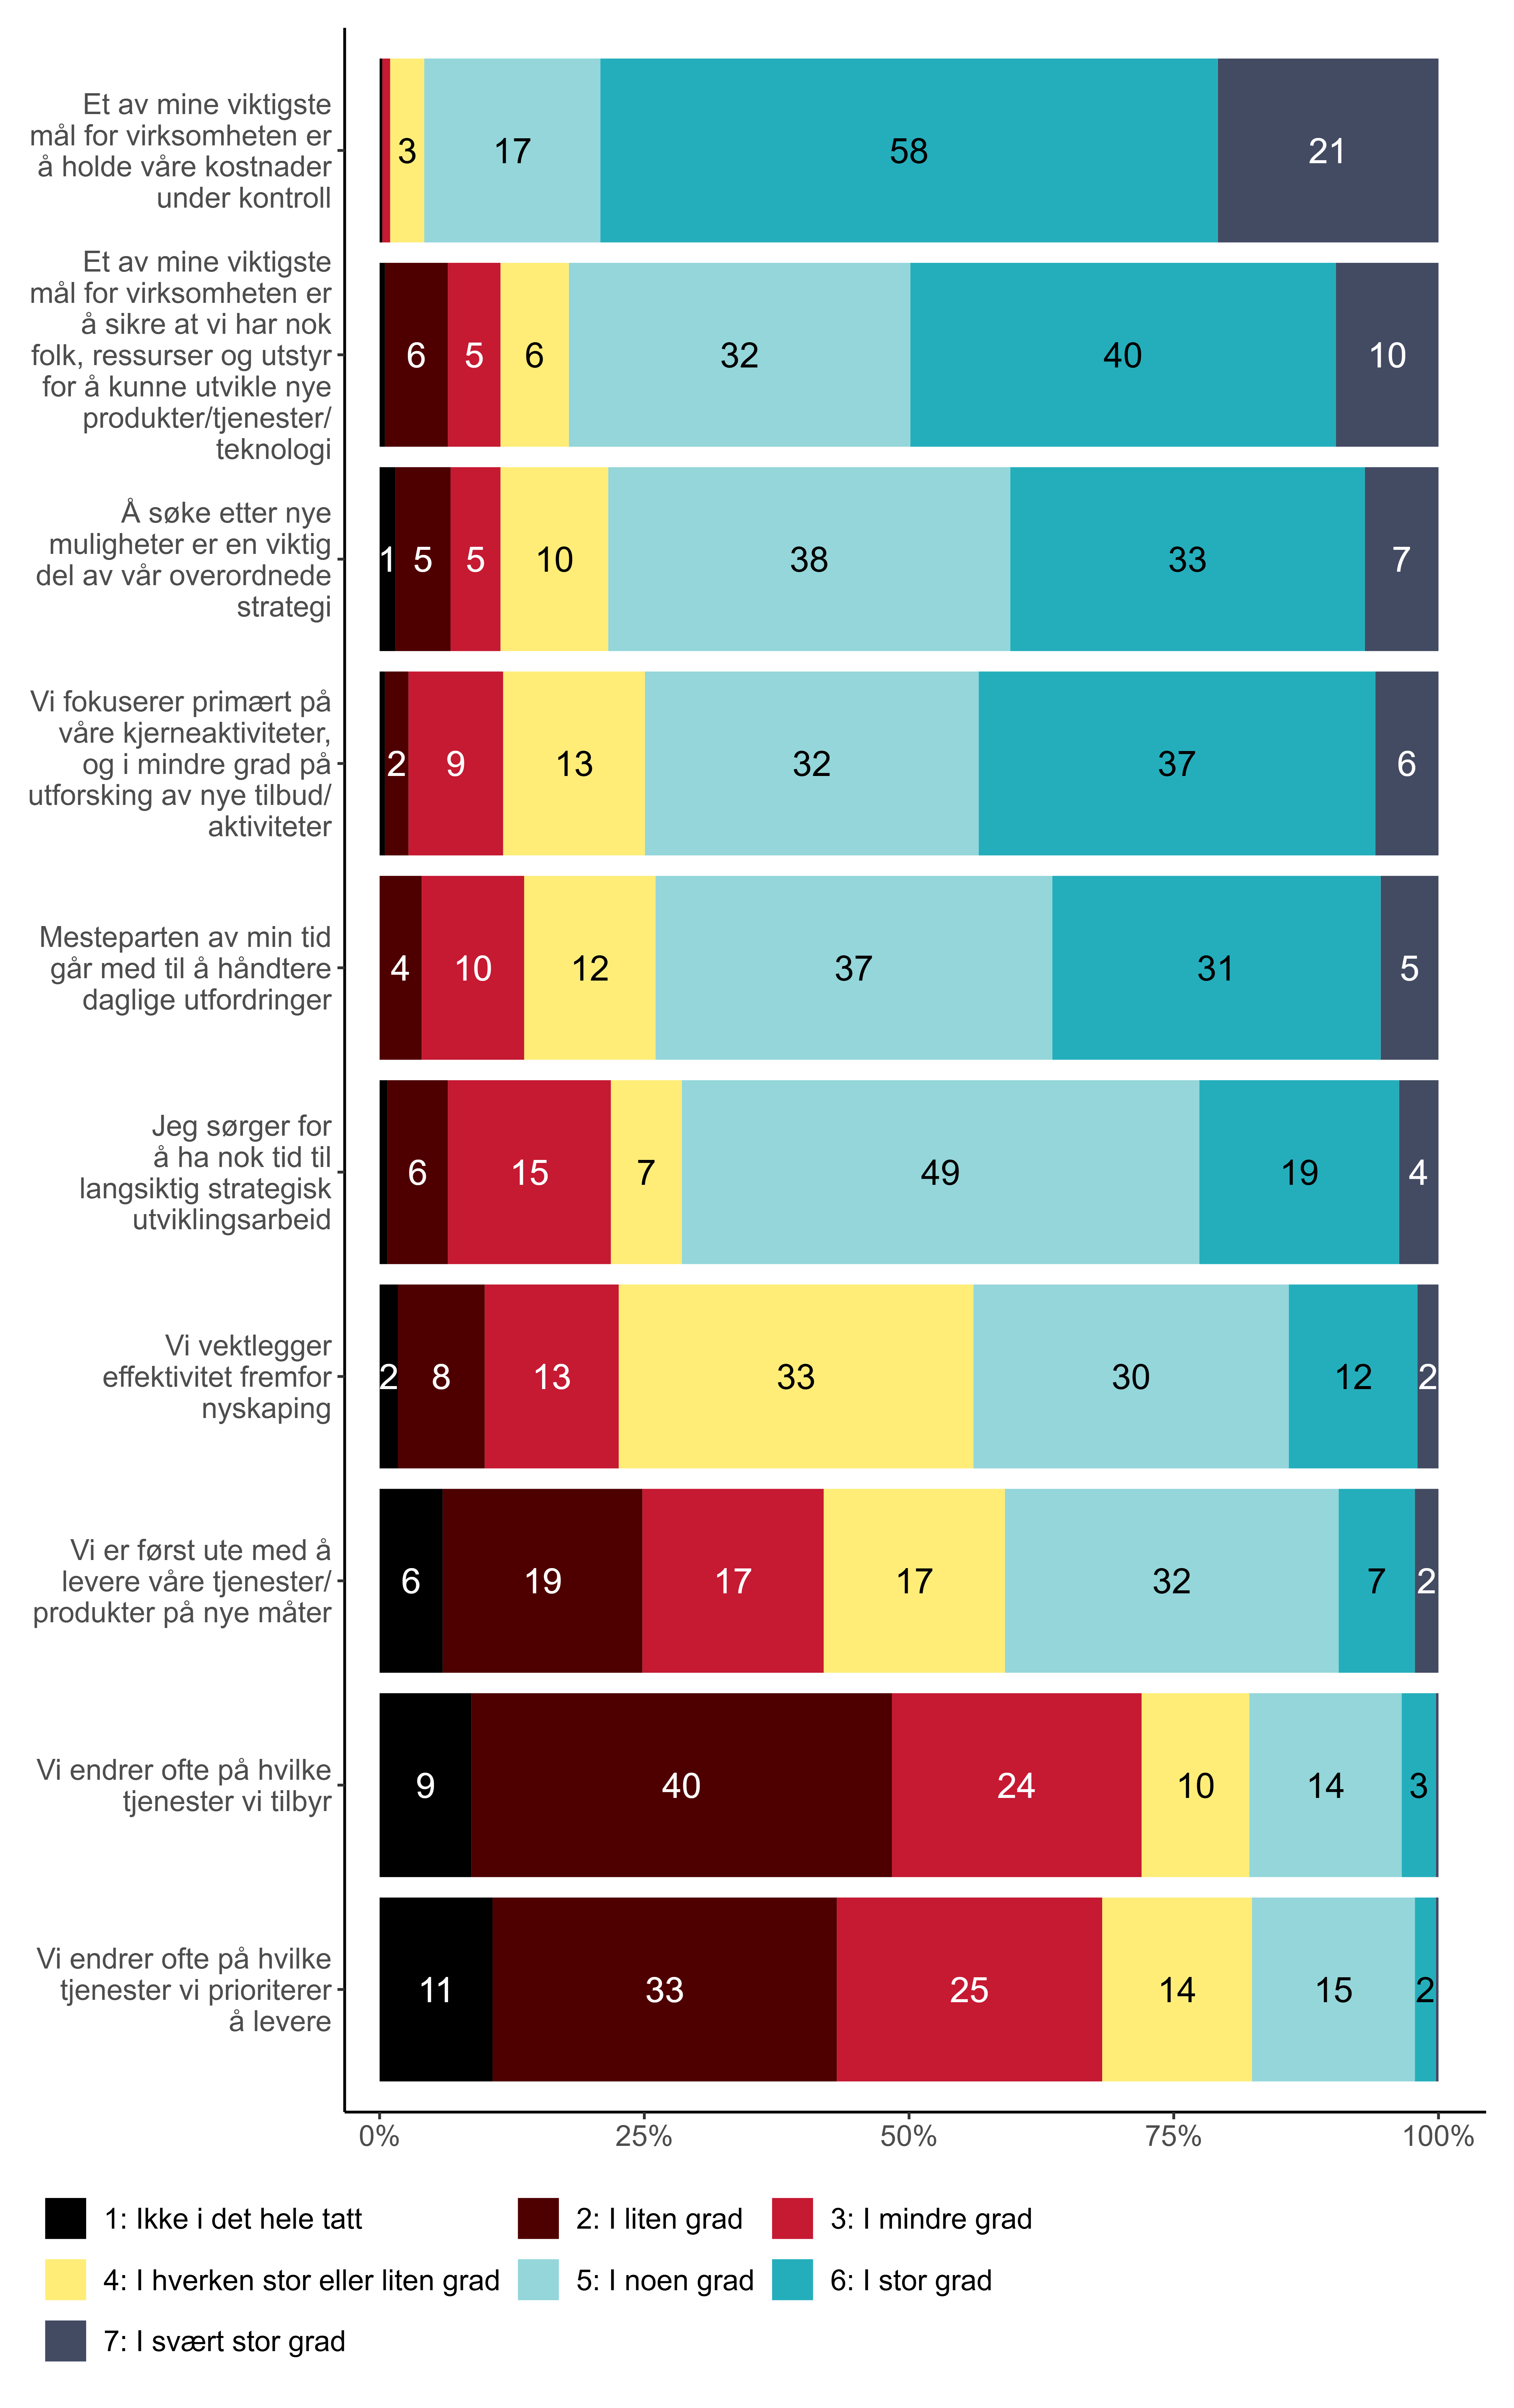 Et av mine viktigste
mål for virksomheten er
å holde våre kostnader
under kontroll
3 17 58 21
Et av mine viktigste
mål for virksomheten er
å sikre at vi har nok
folk, ressurser og utstyr
for å kunne utvikle nye
produkter/tjenester/
teknologi
6 5 6 32 40 10
Å søke etter nye
muligheter er en viktig
del av vår overordnede
strategi
1 5 5 10 38 33 7
Vi fokuserer primært på
våre kjerneaktiviteter,
og i mindre grad på
utforsking av nye tilbud/
aktiviteter
2 9 13 32 37 6
Mesteparten av min tid
går med til å håndtere
daglige utfordringer
4 10 12 37 31 5
Jeg sørger for
å ha nok tid til
langsiktig strategisk
utviklingsarbeid
6 15 7 49 19 4
Vi vektlegger
effektivitet fremfor
nyskaping
2 8 13 33 30 12 2
Vi er først ute med å
levere våre tjenester/
produkter på nye måter
6 19 17 17 32 7 2
Vi endrer ofte på hvilke
tjenester vi tilbyr
9 40 24 10 14 3
Vi endrer ofte på hvilke
tjenester vi prioriterer
å levere
11 33 25 14 15 2
0% 25% 50% 75% 100%
1: Ikke i det hele tatt 2: I liten grad 3: I mindre grad
4: I hverken stor eller liten grad 5: I noen grad 6: I stor grad
7: I svært stor grad